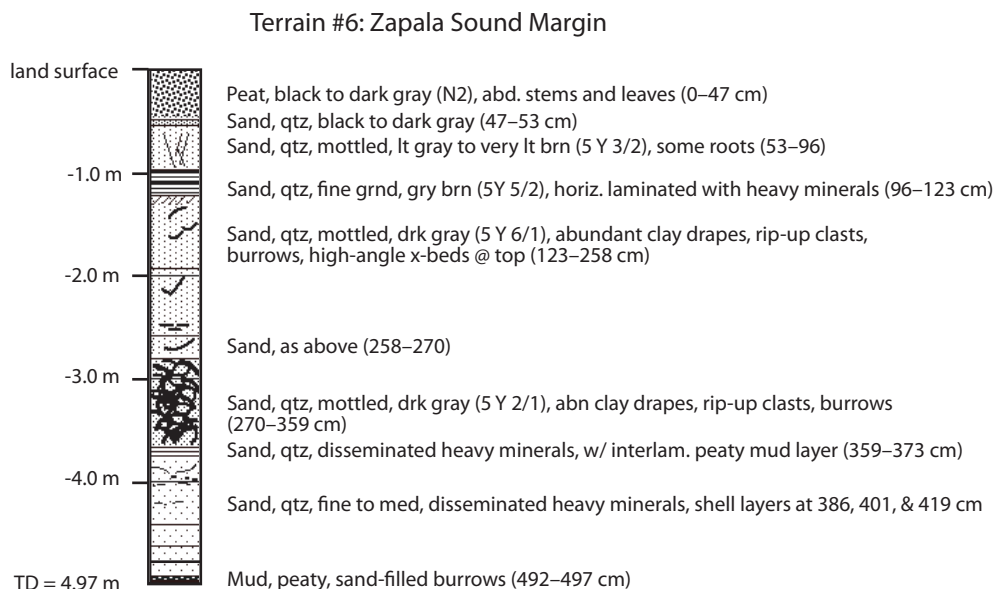 Terrain #6: Zapala Sound Margin
land surface
Peat, black to dark gray (N2), abd. stems and leaves (0–47 cm)
Sand, qtz, black to dark gray (47–53 cm)
Sand, qtz, mottled, lt gray to very lt brn (5 Y 3/2), some roots (53–96)
-1.0 m
Sand, qtz, fine grnd, gry brn (5Y 5/2), horiz. laminated with heavy minerals (96–123 cm)
Sand, qtz, mottled, drk gray (5 Y 6/1), abundant clay drapes, rip-up clasts,
burrows, high-angle x-beds @ top (123–258 cm)
-2.0 m
Sand, as above (258–270)
-3.0 m
Sand, qtz, mottled, drk gray (5 Y 2/1), abn clay drapes, rip-up clasts, burrows
(270–359 cm)
Sand, qtz, disseminated heavy minerals, w/ interlam. peaty mud layer (359–373 cm)
-4.0 m
Sand, qtz, fine to med, disseminated heavy minerals, shell layers at 386, 401, & 419 cm
TD = 4.97 m
Mud, peaty, sand-filled burrows (492–497 cm)